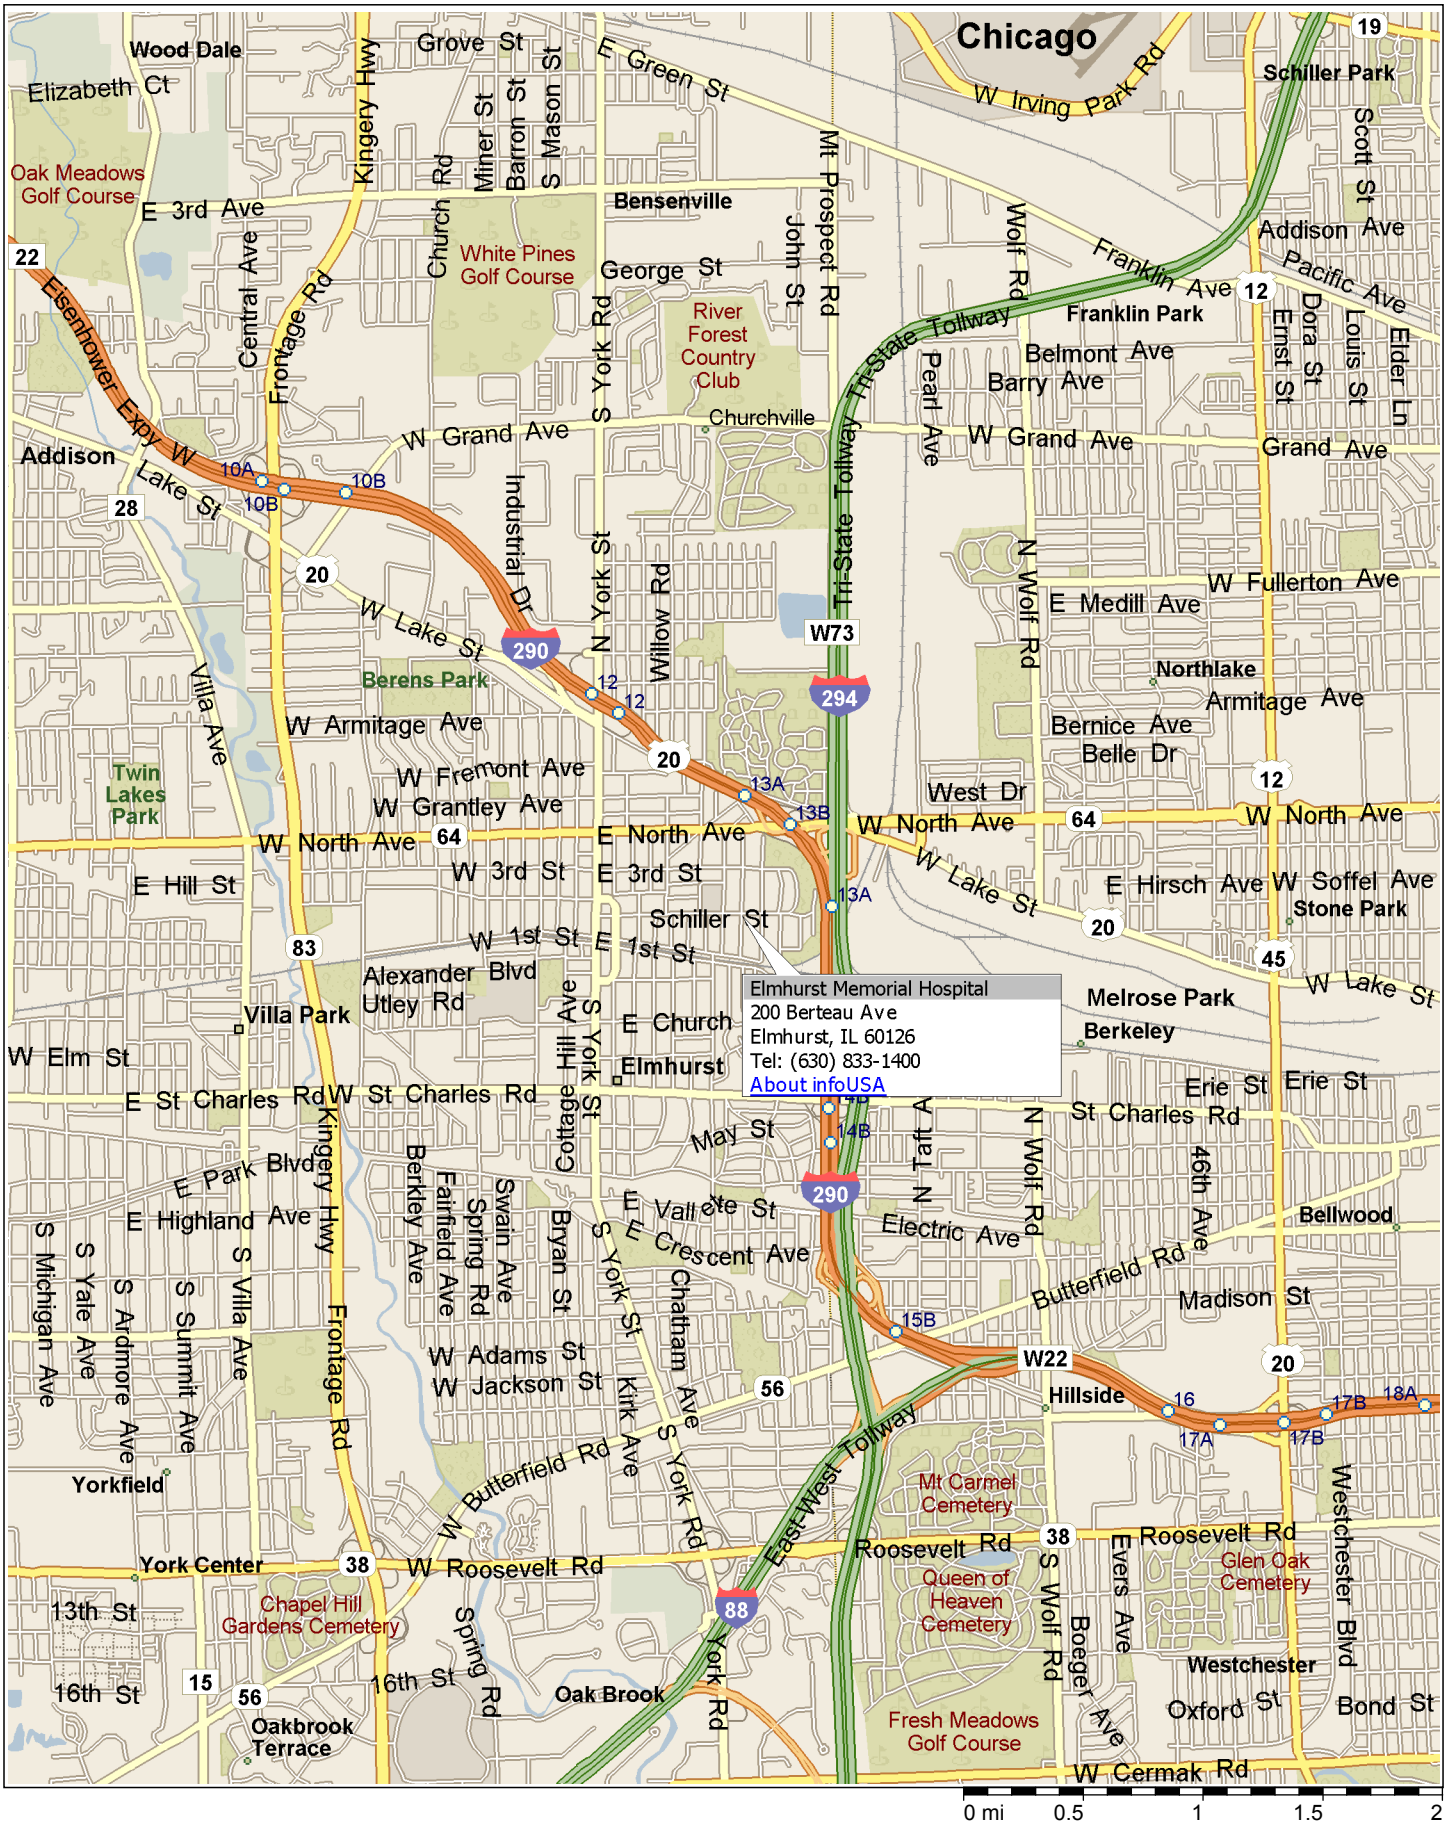 Chicago
19
Wood Dale
Grove St
Kingery Hwy
E Green St
Schiller Park
Elizabeth Ct
Miner St
Barron St
S Mason St
W Irving Park Rd
Scott St
Oak Meadows
Golf Course
E 3rd Ave
Church Rd
Bensenville
Mt Prospect Rd
John St
Wolf Rd
Addison Ave
22
Central Ave
White Pines
Golf Course
George St
Franklin Ave
Pacific Ave
12
Eisenhower Expy W
Frontage Rd
S York Rd
River
Forest
Country
Club
Tri-State Tollway
Franklin Park
Ernst St
Dora St
Louis St
Elder Ln
Belmont Ave
Barry Ave
Pearl Ave
Churchville
W Grand Ave
W Grand Ave
Grand Ave
Addison
Lake St
10A
10B
10B
28
Industrial Dr
Tri-State Tollway
20
N York St
Willow Rd
N Wolf Rd
W Fullerton Ave
E Medill Ave
W Lake St
W73
290
Villa Ave
Berens Park
12
12
294
Northlake
Armitage Ave
W Armitage Ave
Bernice Ave
Belle Dr
20
Twin
Lakes
Park
W Fremont Ave
W Grantley Ave
13A
13B
West Dr
12
W North Ave
64
E North Ave
W North Ave
64
W North Ave
W 3rd St
E 3rd St
W Lake St
E Hill St
E Hirsch Ave
W Soffel Ave
13A
Stone Park
Schiller St
20
83
W 1st St
E 1st St
45
Alexander Blvd
Utley Rd
W Lake St
Elmhurst Memorial Hospital
200 Berteau Ave
Elmhurst, IL 60126
Tel: (630) 833-1400
About infoUSA
Melrose Park
Villa Park
Cottage Hill Ave
S York St
E Church
Berkeley
W Elm St
Elmhurst
E St Charles Rd
W St Charles Rd
Erie St
Erie St
14B
14B
N Taft A
N Wolf Rd
St Charles Rd
Kingery Hwy
May St
E Park Blvd
Berkley Ave
Fairfield Ave
Spring Rd
Swain Ave
Bryan St
290
46th Ave
E Highland Ave
E Vallette St
E Crescent Ave
Electric Ave
Bellwood
S Michigan Ave
S Yale Ave
S Ardmore Ave
S Summit Ave
S Villa Ave
S York St
Chatham Ave
Butterfield Rd
Madison St
Frontage Rd
15B
W Adams St
W Jackson St
Kirk Ave
56
W22
20
Hillside
16
17A
17B
17B
18A
Yorkfield
W Butterfield Rd
S York Rd
East-West Tollway
Mt Carmel
Cemetery
Westchester Blvd
York Center
38
W Roosevelt Rd
Roosevelt Rd
38
Roosevelt Rd
Evers Ave
Glen Oak
Cemetery
13th St
Chapel Hill
Gardens Cemetery
Spring Rd
88
Queen of
Heaven
Cemetery
S Wolf Rd
Boeger Ave
York Rd
Westchester
15
16th St
16th St
56
Oak Brook
Oxford St
Bond St
Oakbrook
Terrace
Fresh Meadows
Golf Course
W Cermak Rd
0 mi 0.5 1 1.5 2